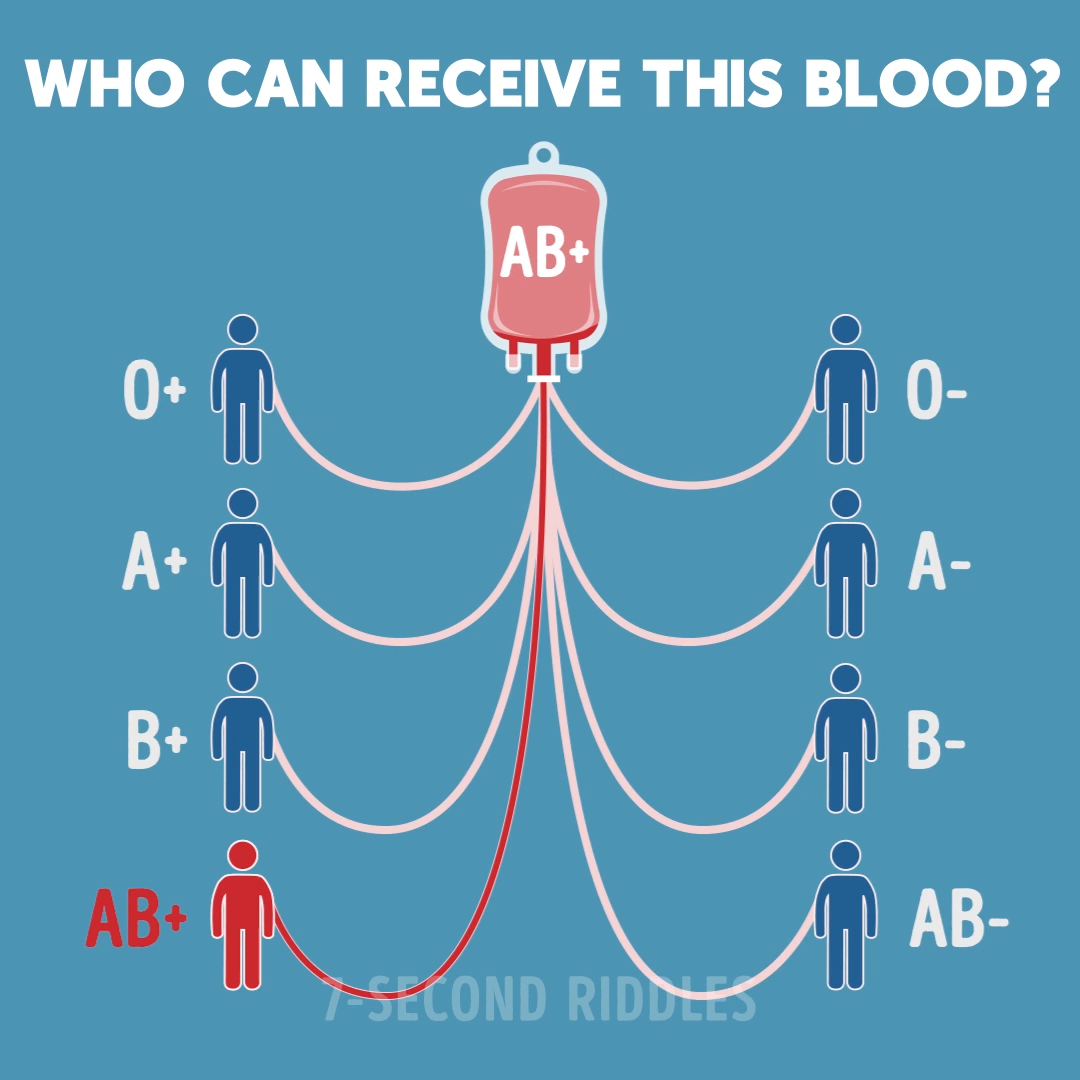 WHO CAN RECEIVE THIS BLOOD?
AB+
O+
O-
A+
A-
B+
B-
AB+
AB-
7-SECOND RIDDLES